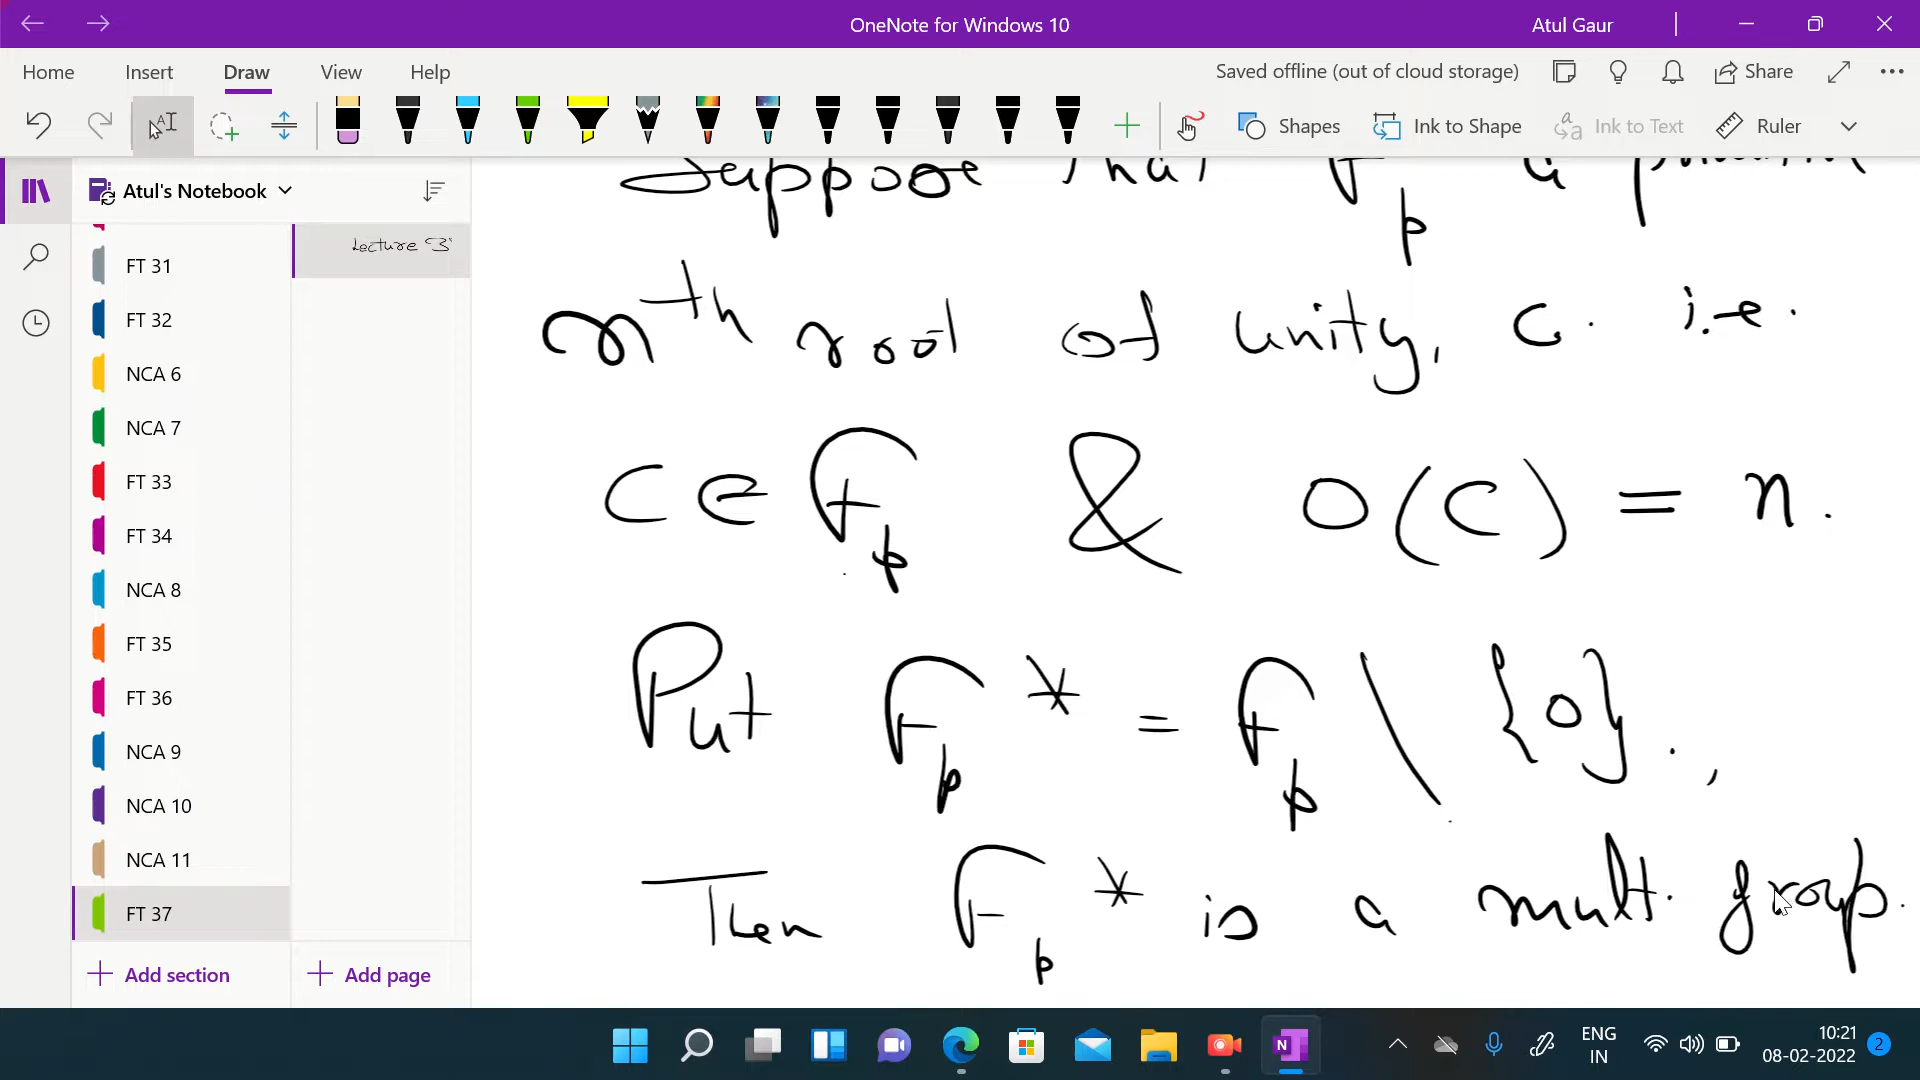 OneNote for Windows 10
Atul Gaur
Home Insert Draw View Help
Saved offline (out of cloud storage)
Share
Shapes
Ink to Shape
Ink to Text
Ruler
Atul's Notebook
FT 31
FT 32
NCA 6
NCA 7
FT 33
FT 34
NCA 8
FT 35
FT 36
NCA 9
NCA 10
NCA 11
FT 37
Add section
Lecture 3
Add page
Suppose that F_p a
nth root of unity, c. i.e.
c ∈ F_p & o(c) = n.
Put F_p* = F_p \ {0}.,
Then F_p* is a mult. group.
ENG
IN
10:21
08-02-2022
2